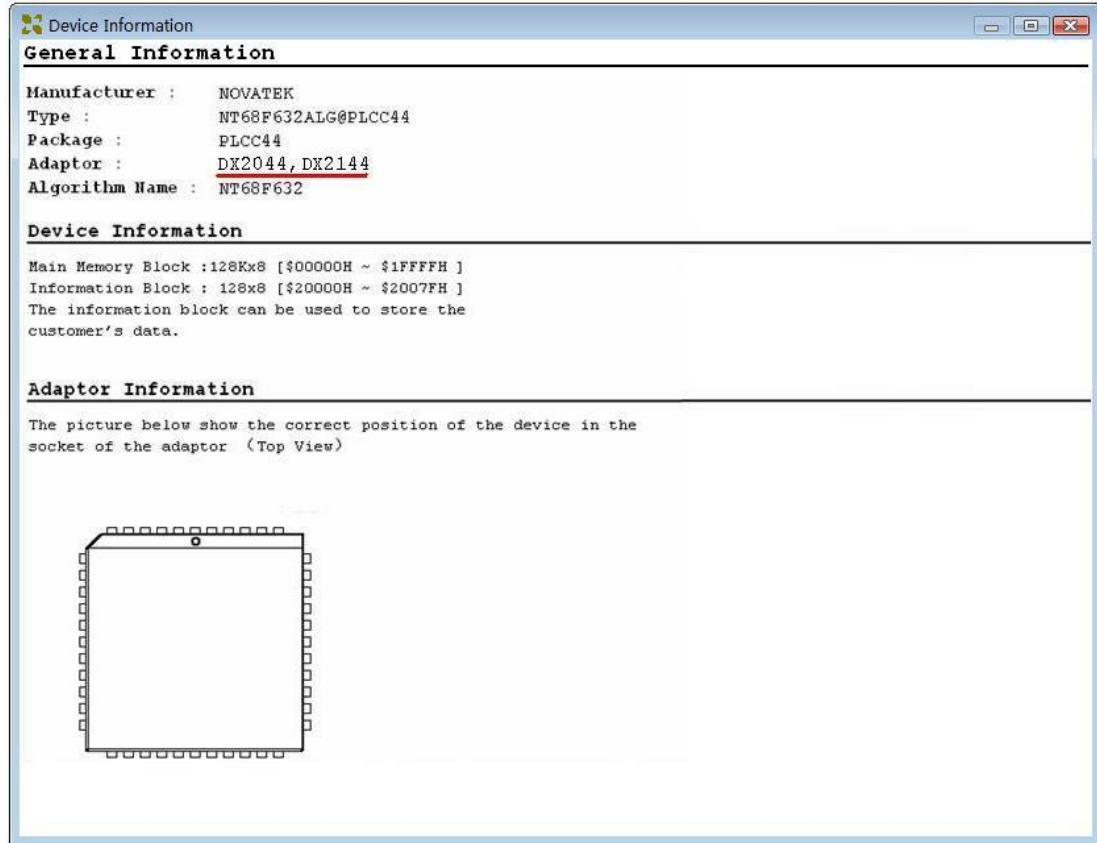 Device Information
General Information
Manufacturer : NOVATEK
Type : NT68F632ALG@PLCC44
Package : PLCC44
Adaptor : DX2044,DX2144
Algorithm Name : NT68F632
Device Information
Main Memory Block :128Kx8 [$00000H ~ $1FFFFH ]
Information Block : 128x8 [$20000H ~ $2007FH ]
The information block can be used to store the
customer's data.
Adaptor Information
The picture below show the correct position of the device in the
socket of the adaptor （Top View）